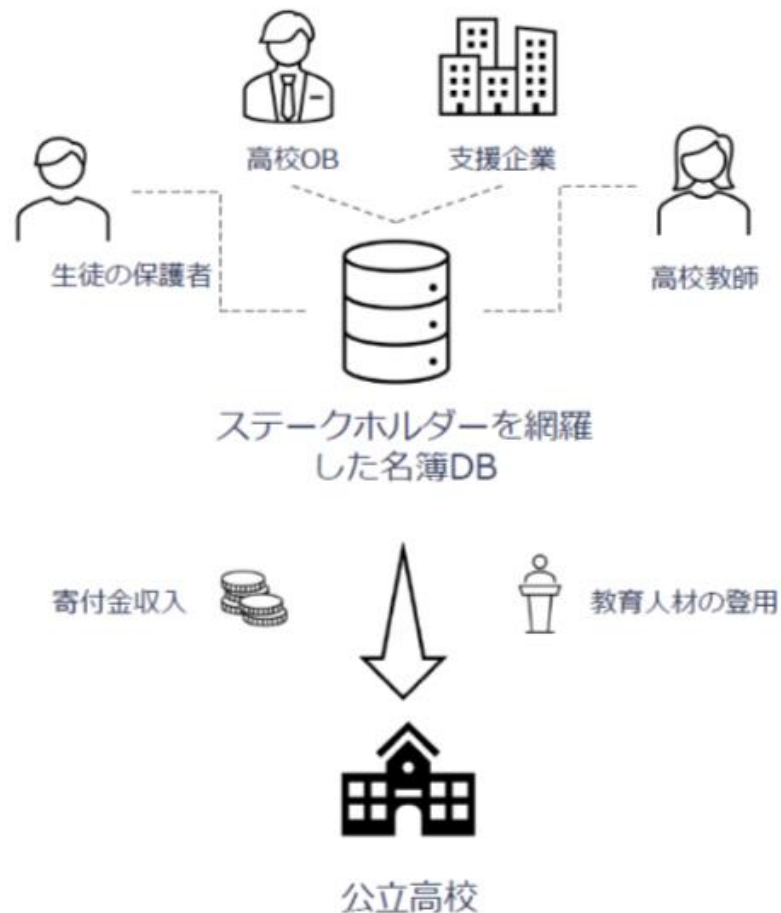 高校OB
支援企業
生徒の保護者
高校教師
ステークホルダーを網羅
した名簿DB
寄付金収入
教育人材の登用
公立高校